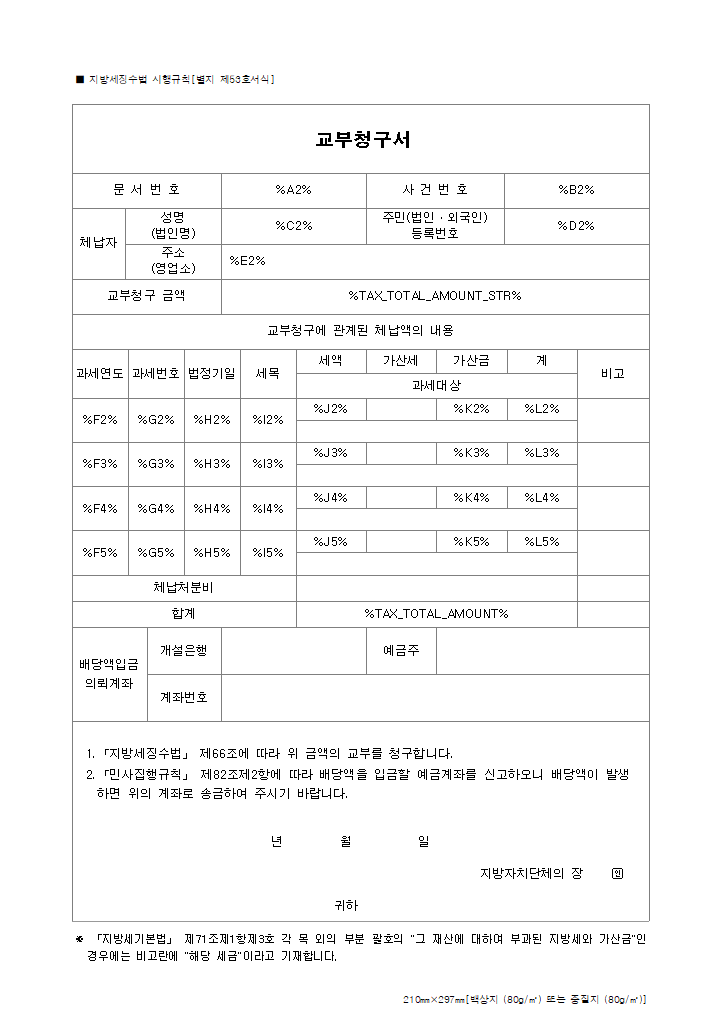 ■ 지방세징수법 시행규칙[별지 제53호서식]
교부청구서
문 서 번 호 %A2% 사 건 번 호 %B2%
체납자 성명 (법인명) %C2% 주민(법인·외국인) 등록번호 %D2%
주소 (영업소) %E2%
교부청구 금액 %TAX_TOTAL_AMOUNT_STR%
교부청구에 관계된 체납액의 내용
과세연도 과세번호 법정기일 세목 세액 가산세 가산금 계 비고
과세대상
%F2% %G2% %H2% %I2% %J2% %K2% %L2%
%F3% %G3% %H3% %I3% %J3% %K3% %L3%
%F4% %G4% %H4% %I4% %J4% %K4% %L4%
%F5% %G5% %H5% %I5% %J5% %K5% %L5%
체납처분비
합계 %TAX_TOTAL_AMOUNT%
배당액입금 의뢰계좌 개설은행 예금주
계좌번호
1.「지방세징수법」 제66조에 따라 위 금액의 교부를 청구합니다.
2.「민사집행규칙」 제82조제2항에 따라 배당액을 입금할 예금계좌를 신고하오니 배당액이 발생
하면 위의 계좌로 송금하여 주시기 바랍니다.
년 월 일
지방자치단체의 장 인
귀하
※ 「지방세기본법」 제71조제1항제3호 각 목 외의 부분 괄호의 "그 재산에 대하여 부과된 지방세와 가산금"인
경우에는 비고란에 "해당 세금"이라고 기재합니다.
210㎜×297㎜[백상지 (80g/㎡) 또는 중질지 (80g/㎡)]